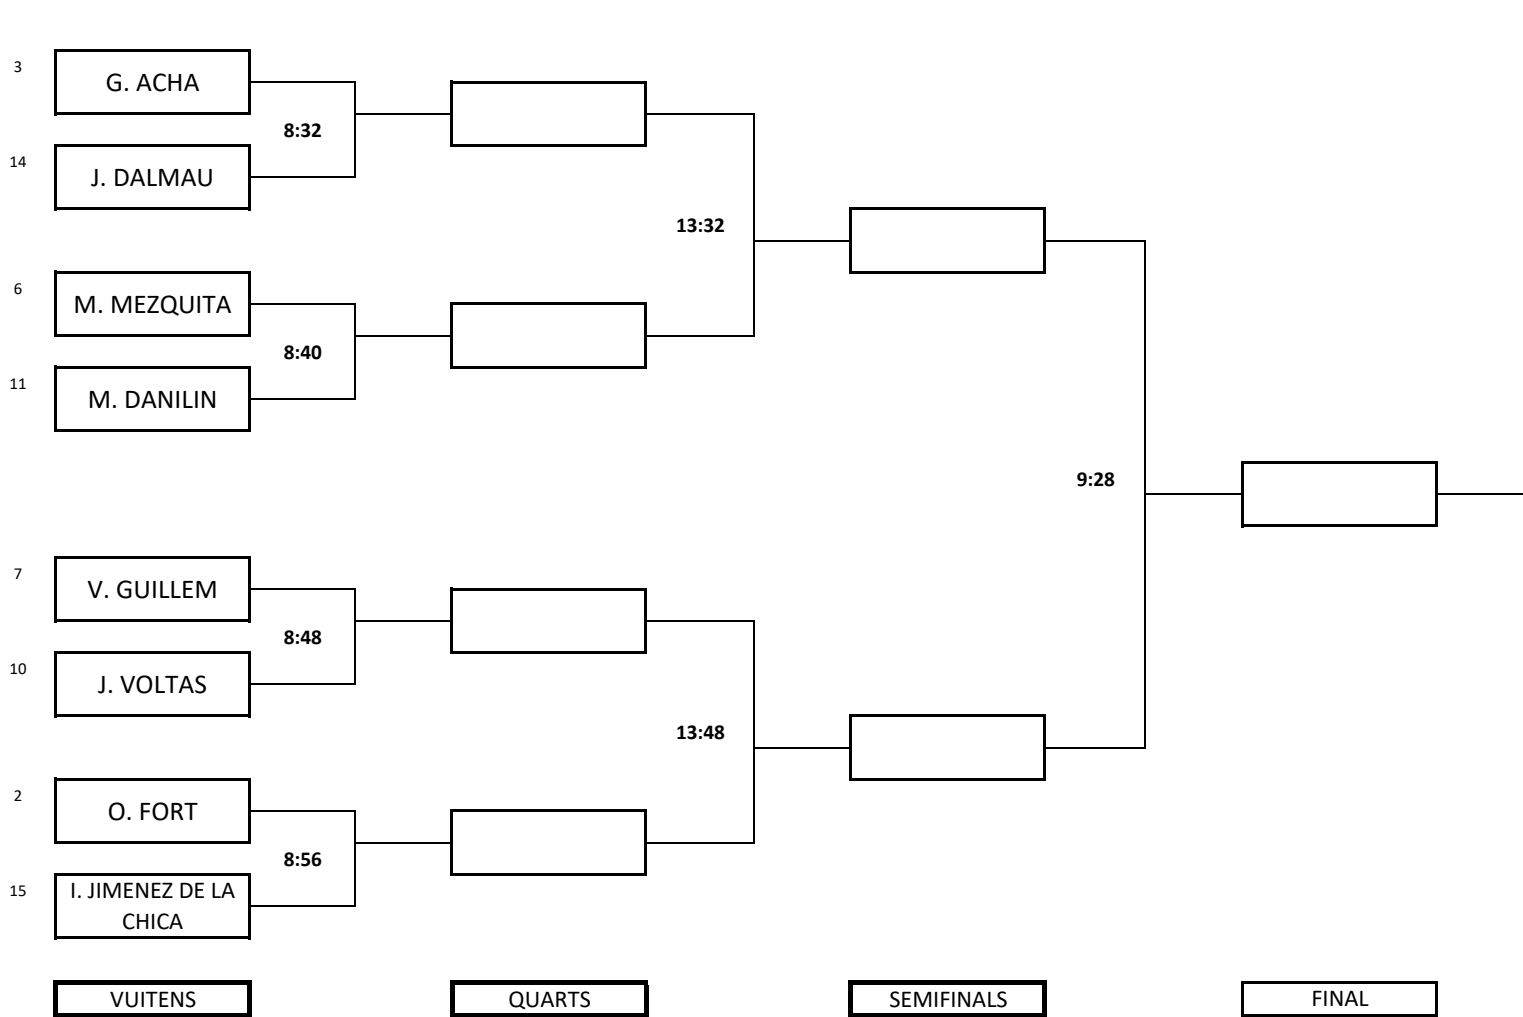 3
G. ACHA
8:32
14
J. DALMAU
13:32
6
M. MEZQUITA
8:40
11
M. DANILIN
9:28
7
V. GUILLEM
8:48
10
J. VOLTAS
13:48
2
O. FORT
8:56
15
I. JIMENEZ DE LA
CHICA
VUITENS
QUARTS
SEMIFINALS
FINAL